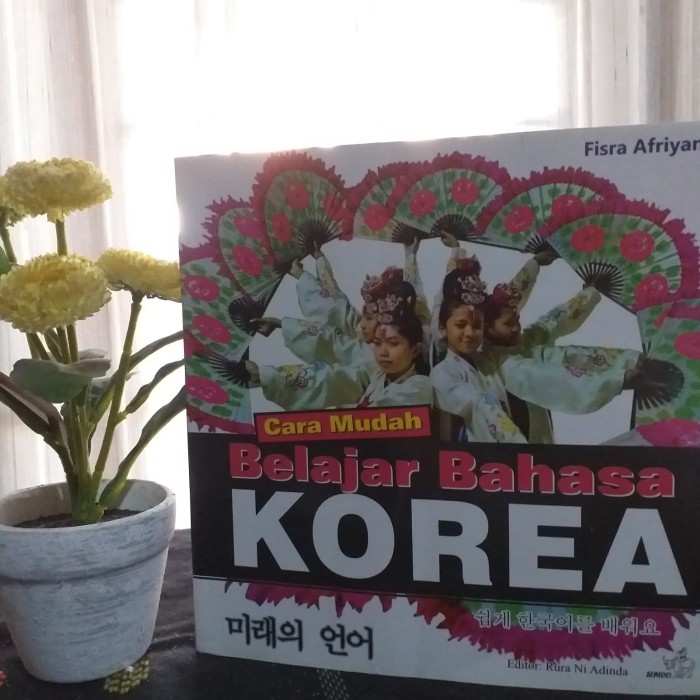 Fisra Afriyan
Cara Mudah
Belajar Bahasa
KOREA
쉽게 한국어를 배워요
미래의 언어
Editor: Rura Ni Adinda